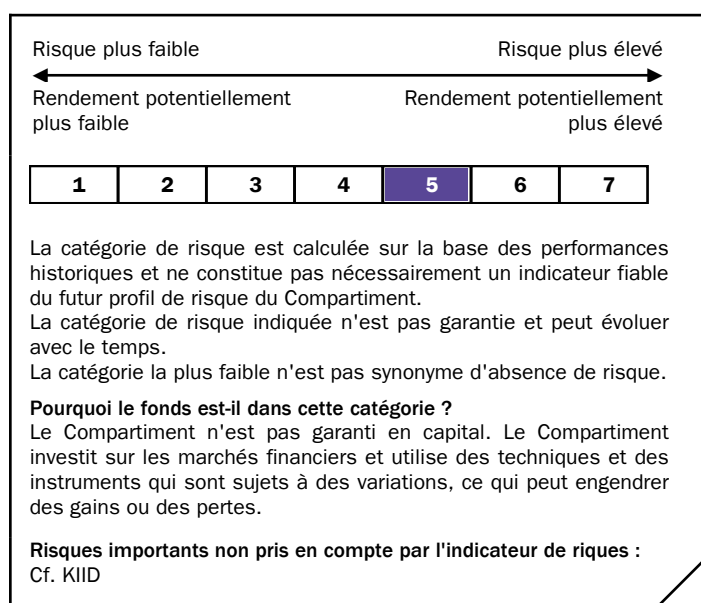 Risque plus faible Risque plus élevé
Rendement potentiellement Rendement potentiellement
plus faible plus élevé
1 2 3 4 5 6 7
La catégorie de risque est calculée sur la base des performances
historiques et ne constitue pas nécessairement un indicateur fiable
du futur profil de risque du Compartiment.
La catégorie de risque indiquée n'est pas garantie et peut évoluer
avec le temps.
La catégorie la plus faible n'est pas synonyme d'absence de risque.
Pourquoi le fonds est-il dans cette catégorie ?
Le Compartiment n'est pas garanti en capital. Le Compartiment
investit sur les marchés financiers et utilise des techniques et des
instruments qui sont sujets à des variations, ce qui peut engendrer
des gains ou des pertes.
Risques importants non pris en compte par l'indicateur de riques :
Cf. KIID